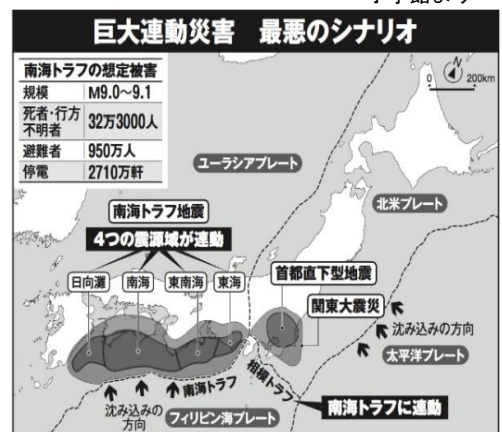 巨大連動災害 最悪のシナリオ
南海トラフの想定被害
規模 M9.0〜9.1
死者・行方不明者 32万3000人
避難者 950万人
停電 2710万軒
0 200km
ユーラシアプレート
北米プレート
南海トラフ地震
4つの震源域が連動
日向灘 南海 東南海 東海
首都直下型地震
関東大震災
沈み込みの方向
太平洋プレート
相模トラフ
南海トラフ
沈み込みの方向
フィリピン海プレート
南海トラフに連動